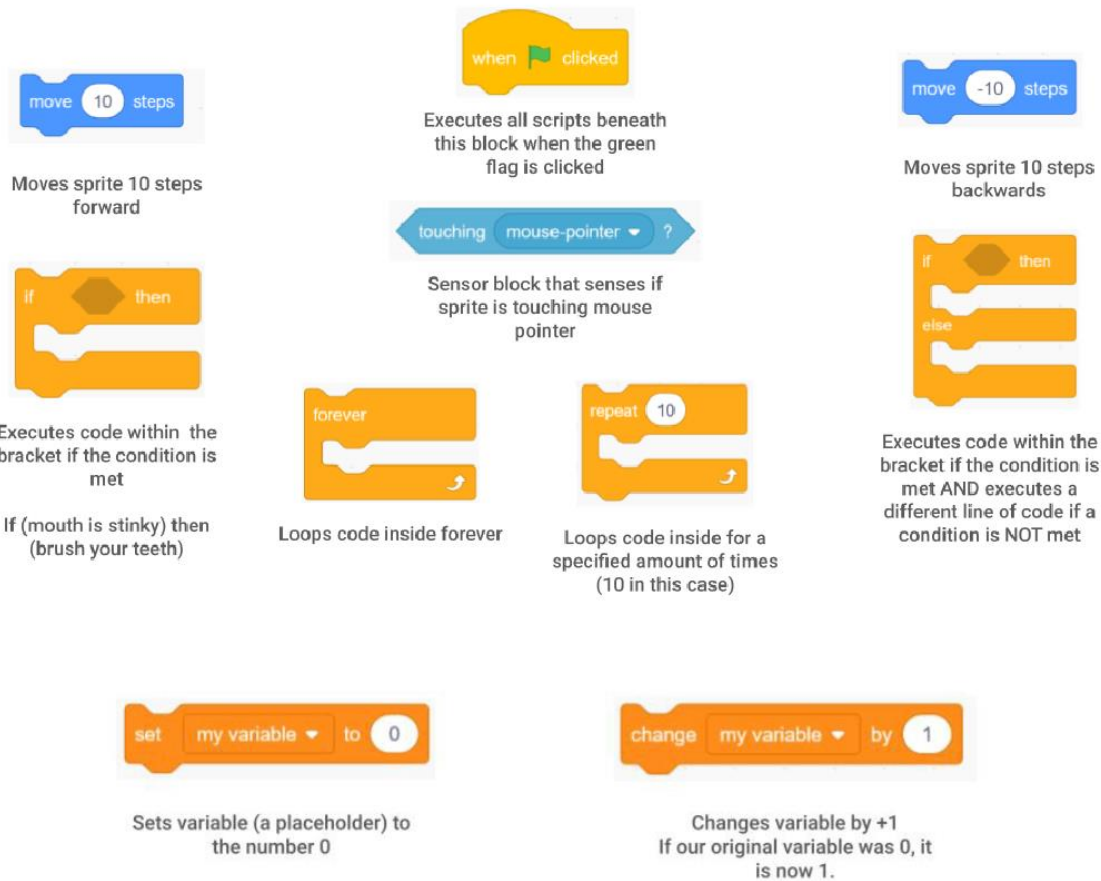 when clicked
Executes all scripts beneath
this block when the green
flag is clicked
move 10 steps
Moves sprite 10 steps
forward
move -10 steps
Moves sprite 10 steps
backwards
touching mouse-pointer ?
Sensor block that senses if
sprite is touching mouse
pointer
if then
Executes code within the
bracket if the condition is
met
If (mouth is stinky) then
(brush your teeth)
forever
Loops code inside forever
repeat 10
Loops code inside for a
specified amount of times
(10 in this case)
if then
else
Executes code within the
bracket if the condition is
met AND executes a
different line of code if a
condition is NOT met
set my variable to 0
Sets variable (a placeholder) to
the number 0
change my variable by 1
Changes variable by +1
If our original variable was 0, it
is now 1.